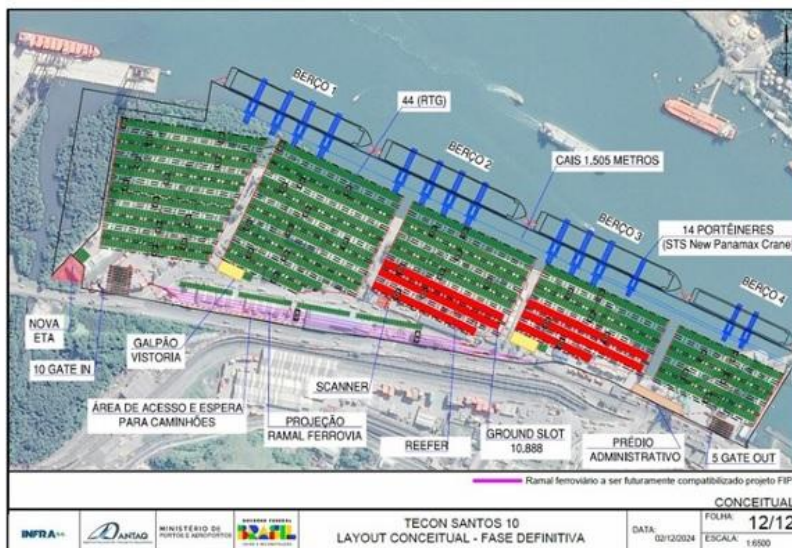 BERÇO 1
44 (RTG)
BERÇO 2
CAIS 1,505 METROS
BERÇO 3
14 PORTÊINERES
(STS New Panamax Crane)
BERÇO 4
NOVA
ETA
10 GATE IN
GALPÃO
VISTORIA
ÁREA DE ACESSO E ESPERA
PARA CAMINHÕES
PROJEÇÃO
RAMAL FERROVIA
SCANNER
REEFER
GROUND SLOT
10.888
PRÉDIO
ADMINISTRATIVO
5 GATE OUT
Ramal ferroviário a ser futuramente compatibilizado projeto FIP
CONCEITUAL
INFRA S.A.
ANTAQ
MINISTÉRIO DE
PORTOS E AEROPORTOS
GOVERNO FEDERAL
BRASIL
TECON SANTOS 10
LAYOUT CONCEITUAL - FASE DEFINITIVA
DATA:
02/12/2024
FOLHA:
12/12
ESCALA:
1:6500